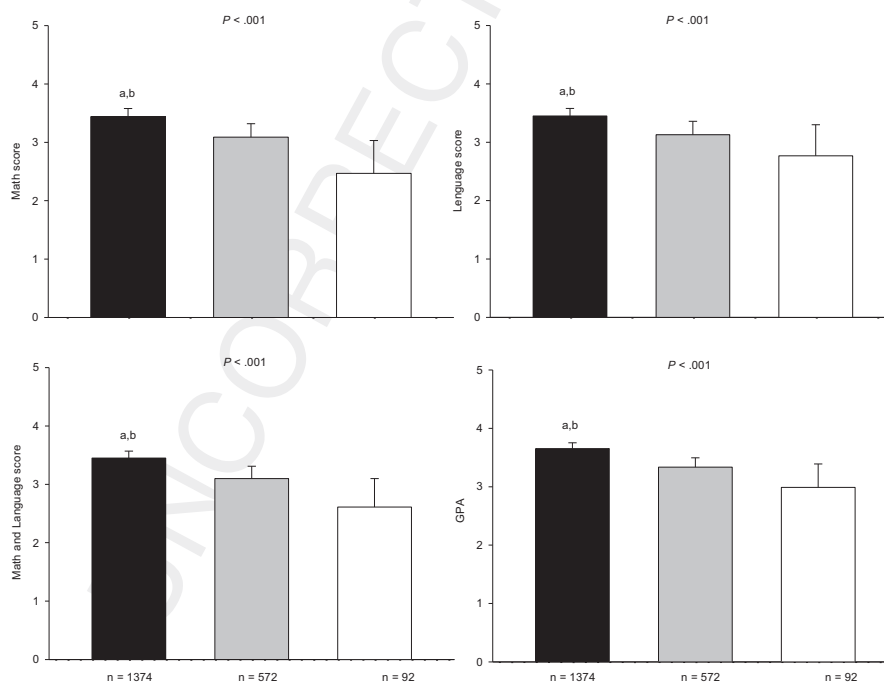 P < .001
5
4
3
2
1
0
Math score
a,b
P < .001
5
4
3
2
1
0
Lenguage score
a,b
P < .001
5
4
3
2
1
0
Math and Language score
a,b
n = 1374
n = 572
n = 92
P < .001
5
4
3
2
1
0
GPA
a,b
n = 1374
n = 572
n = 92
UNCORRECT